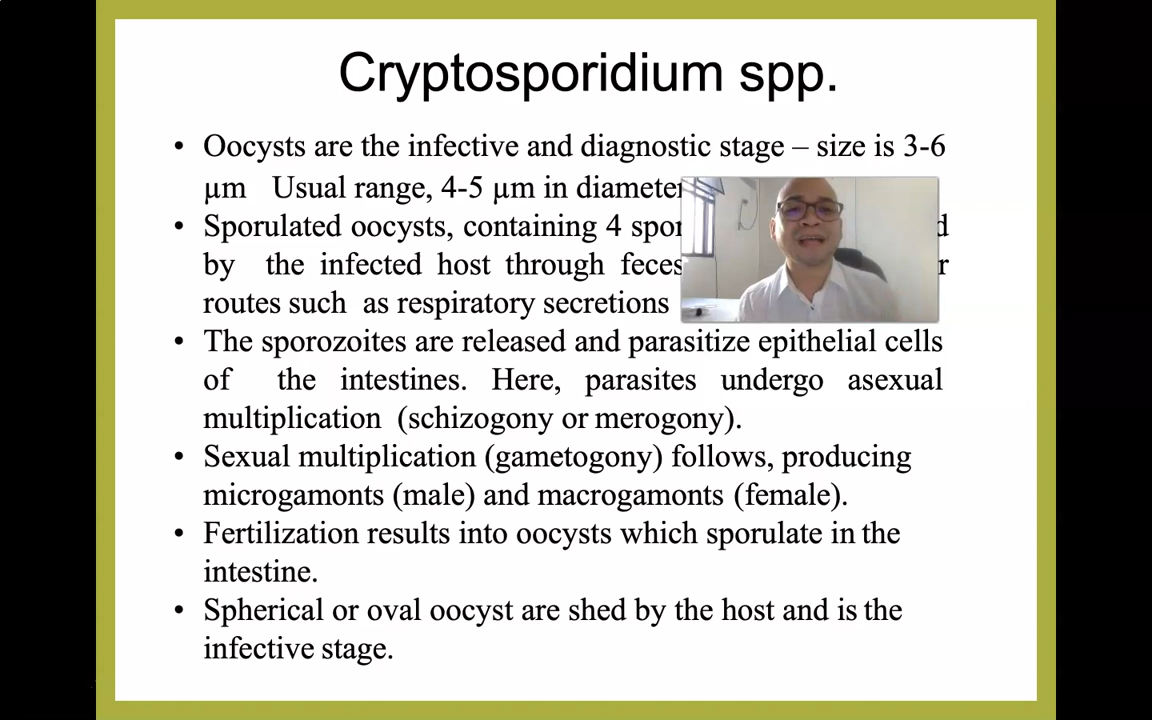 Cryptosporidium spp.
• Oocysts are the infective and diagnostic stage – size is 3-6
µm Usual range, 4-5 µm in diameter
• Sporulated oocysts, containing 4
by the infected host through feces
routes such as respiratory secretions
• The sporozoites are released and parasitize epithelial cells
of the intestines. Here, parasites undergo asexual
multiplication (schizogony or merogony).
• Sexual multiplication (gametogony) follows, producing
microgamonts (male) and macrogamonts (female).
• Fertilization results into oocysts which sporulate in the
intestine.
• Spherical or oval oocyst are shed by the host and is the
infective stage.